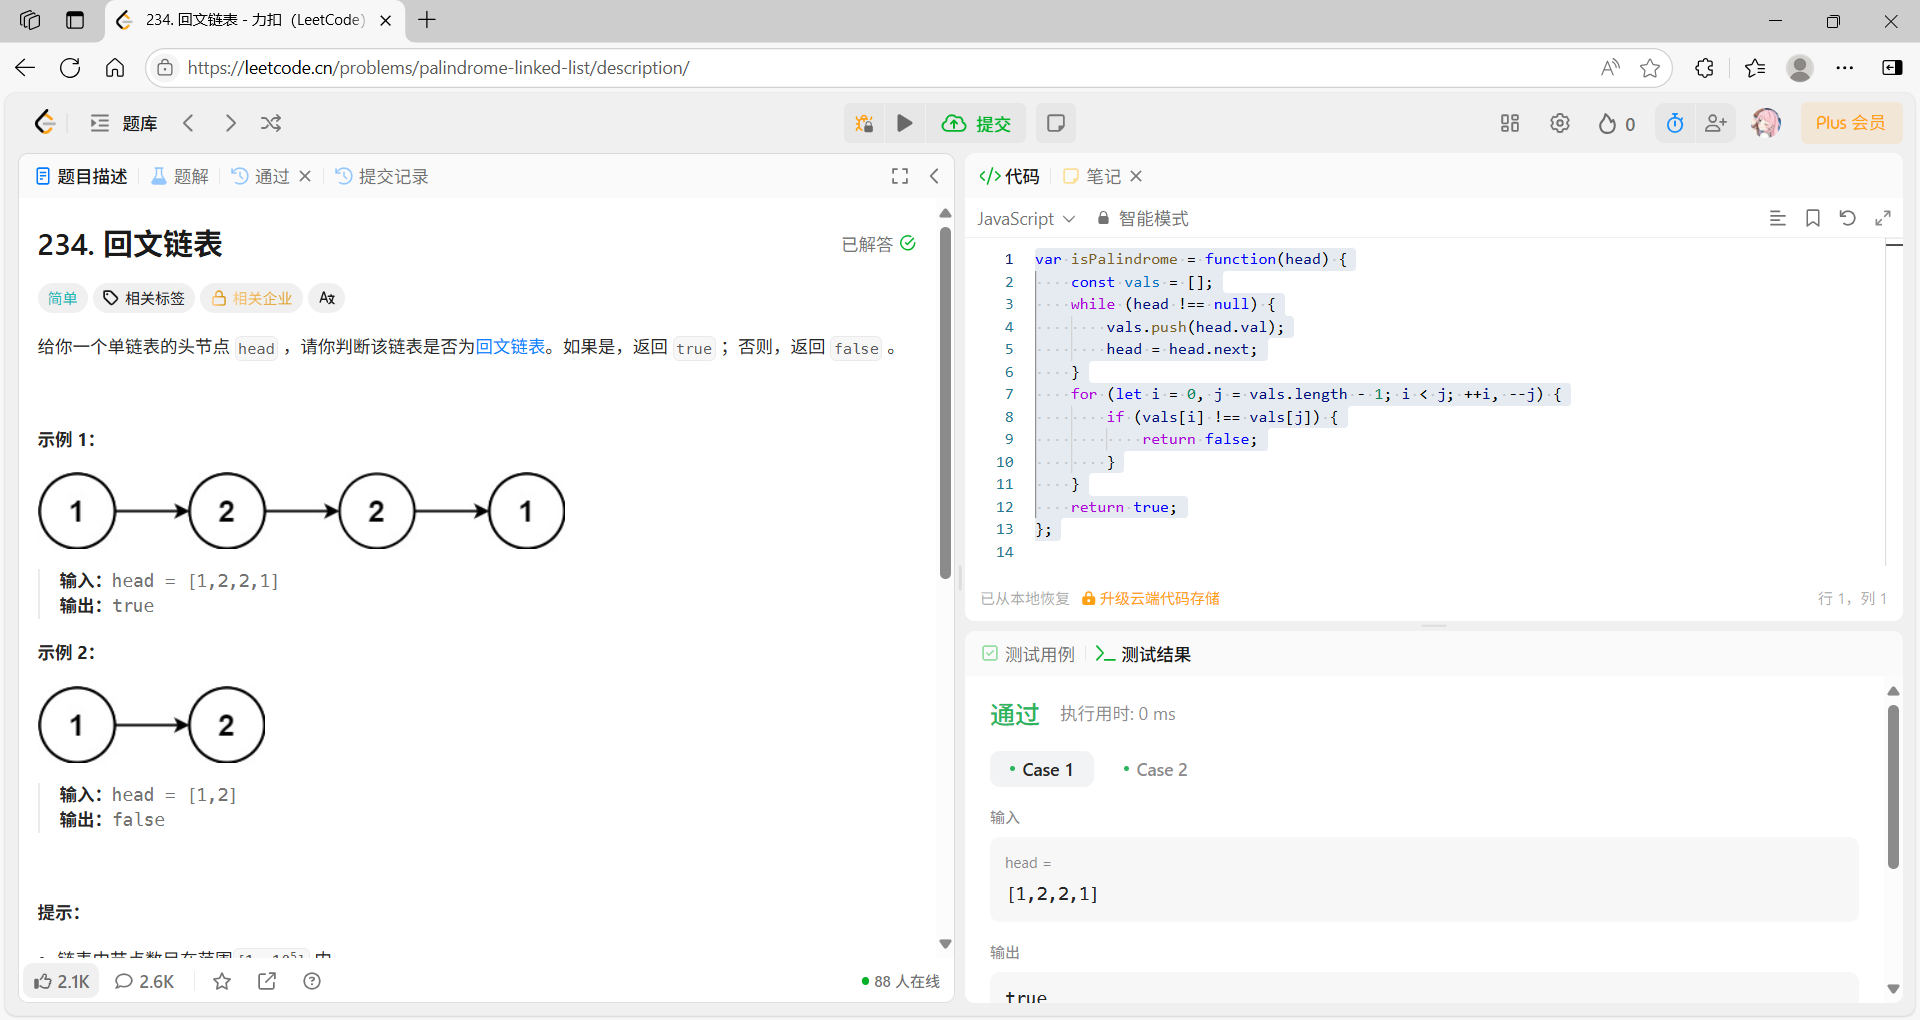 234. 回文链表 - 力扣（LeetCode）
https://leetcode.cn/problems/palindrome-linked-list/description/
题库
提交
0
Plus 会员
题目描述
题解
通过
提交记录
234. 回文链表
已解答
简单
相关标签
相关企业
给你一个单链表的头节点 head ，请你判断该链表是否为回文链表。如果是，返回 true ；否则，返回 false 。
示例 1：
1 2 2 1
输入：head = [1,2,2,1]
输出：true
示例 2：
1 2
输入：head = [1,2]
输出：false
提示：
2.1K
2.6K
88 人在线
代码
笔记
JavaScript
智能模式
1 var isPalindrome = function(head) {
2     const vals = [];
3     while (head !== null) {
4         vals.push(head.val);
5         head = head.next;
6     }
7     for (let i = 0, j = vals.length - 1; i < j; ++i, --j) {
8         if (vals[i] !== vals[j]) {
9             return false;
10         }
11     }
12     return true;
13 };
14
已从本地恢复
升级云端代码存储
行 1，列 1
测试用例
测试结果
通过
执行用时: 0 ms
Case 1
Case 2
输入
head =
[1,2,2,1]
输出
true